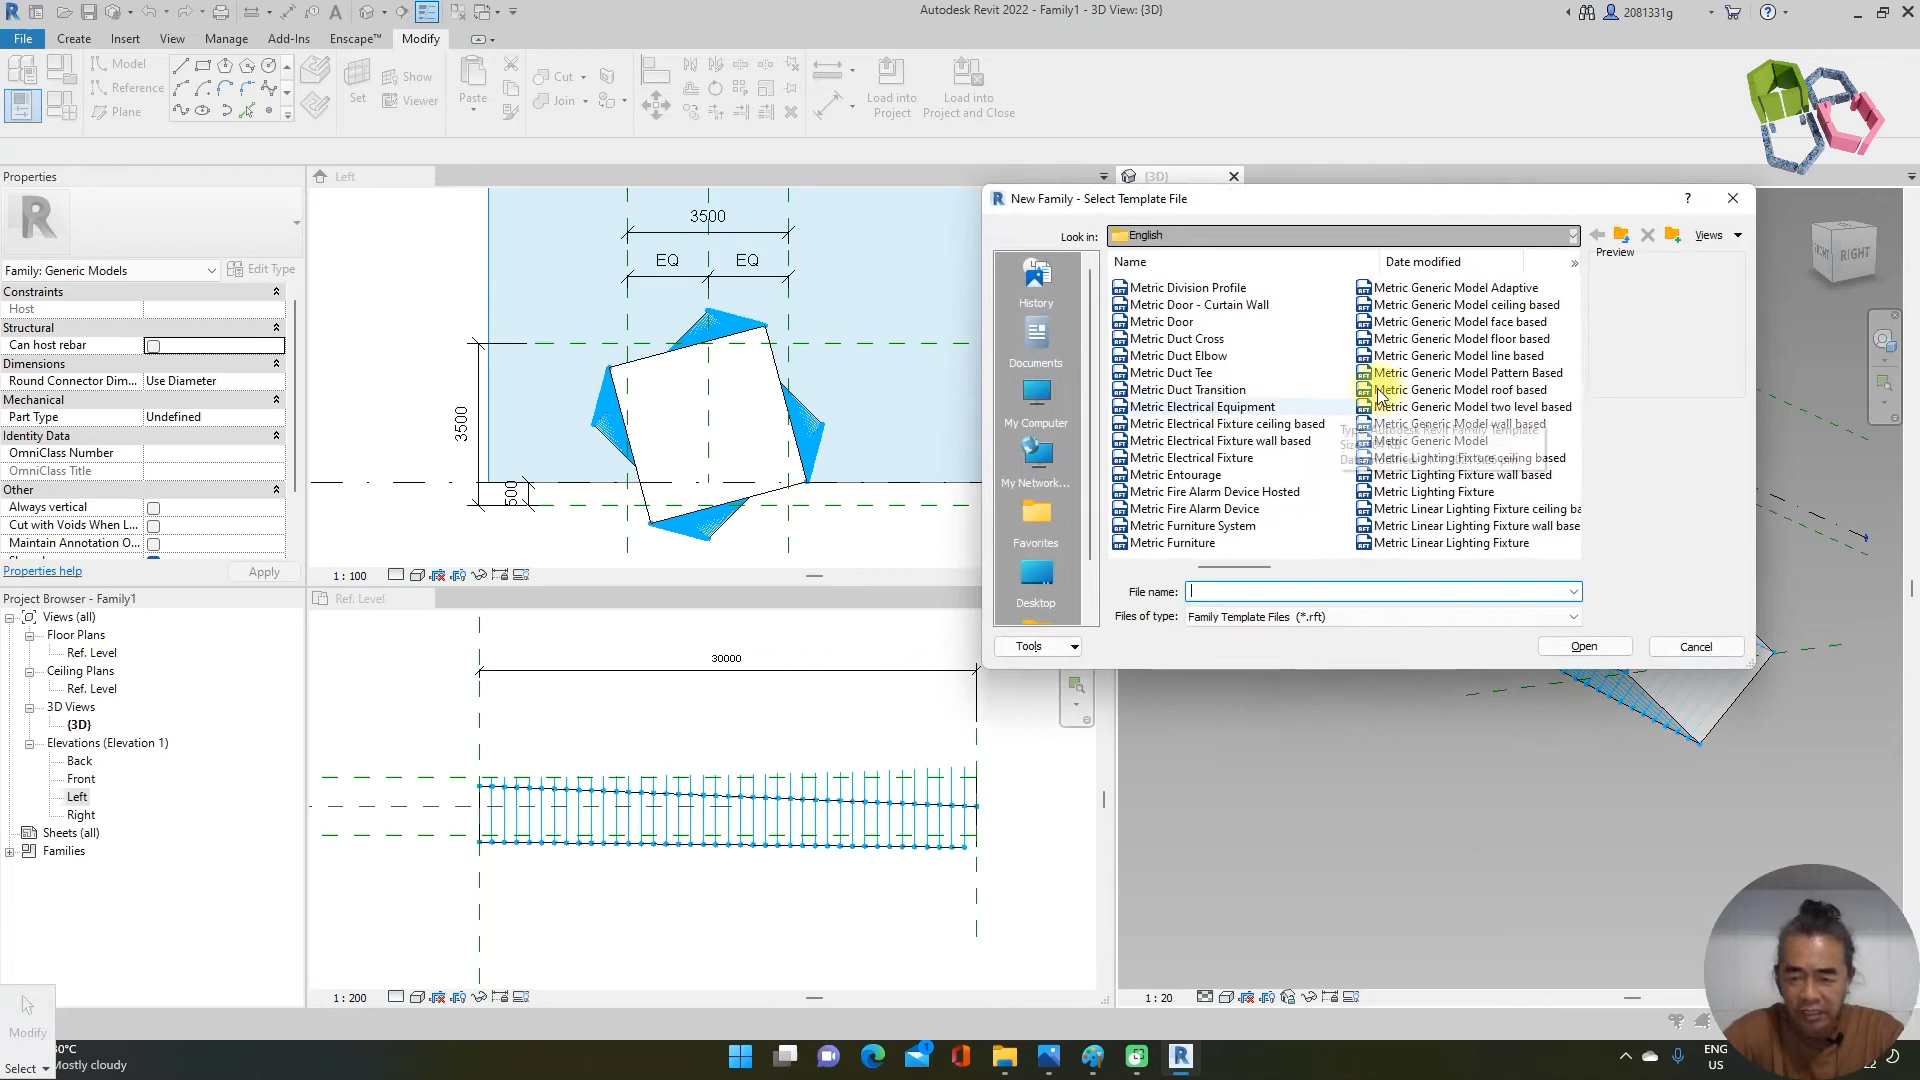 Autodesk Revit 2022 - Family1 - 3D View: {3D}
2081331g
File Create Insert View Manage Add-Ins Enscape™ Modify
Model
Reference
Plane
Set
Show
Viewer
Paste
Cut
Join
Load into
Project
Load into
Project and Close
Properties
R
Family: Generic Models
Edit Type
Constraints
Host
Structural
Can host rebar
Dimensions
Round Connector Dim... Use Diameter
Mechanical
Part Type Undefined
Identity Data
OmniClass Number
OmniClass Title
Other
Always vertical
Cut with Voids When L...
Maintain Annotation O...
Properties help
Apply
Project Browser - Family1
Views (all)
Floor Plans
Ref. Level
Ceiling Plans
Ref. Level
3D Views
{3D}
Elevations (Elevation 1)
Back
Front
Left
Right
Sheets (all)
Families
Left
3500
EQ EQ
3500
500
1 : 100
Ref. Level
30000
1 : 200
{3D}
FRONT
RIGHT
1 : 20
New Family - Select Template File
Look in: English
Views
Preview
Name Date modified
Metric Division Profile
Metric Door - Curtain Wall
Metric Door
Metric Duct Cross
Metric Duct Elbow
Metric Duct Tee
Metric Duct Transition
Metric Electrical Equipment
Metric Electrical Fixture ceiling based
Metric Electrical Fixture wall based
Metric Electrical Fixture
Metric Entourage
Metric Fire Alarm Device Hosted
Metric Fire Alarm Device
Metric Furniture System
Metric Furniture
Metric Generic Model Adaptive
Metric Generic Model ceiling based
Metric Generic Model face based
Metric Generic Model floor based
Metric Generic Model line based
Metric Generic Model Pattern Based
Metric Generic Model roof based
Metric Generic Model two level based
Metric Generic Model wall based
Metric Generic Model
Metric Lighting Fixture ceiling based
Metric Lighting Fixture wall based
Metric Lighting Fixture
Metric Linear Lighting Fixture ceiling ba
Metric Linear Lighting Fixture wall base
Metric Linear Lighting Fixture
History
Documents
My Computer
My Network...
Favorites
Desktop
File name:
Files of type: Family Template Files (*.rft)
Tools
Open
Cancel
Modify
Select
30°C
Mostly cloudy
ENG
US